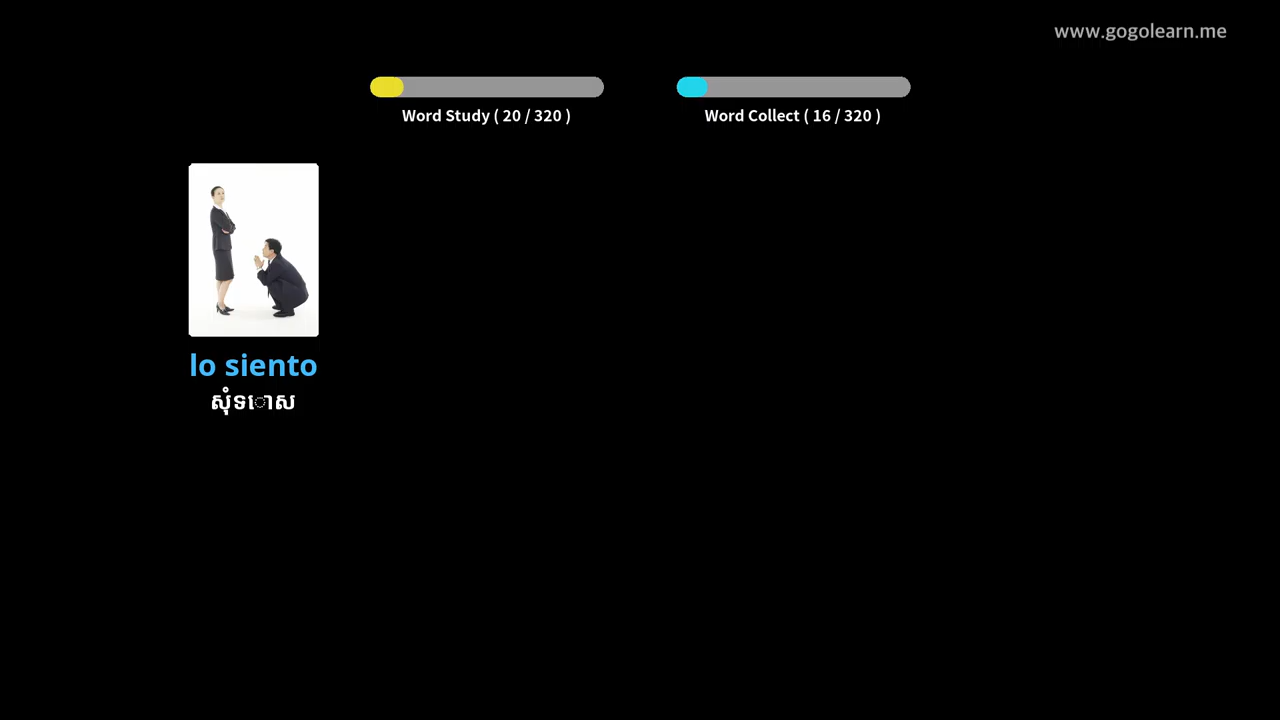 www.gogolearn.me
Word Study ( 20 / 320 )
Word Collect ( 16 / 320 )
lo siento
សុំទោស